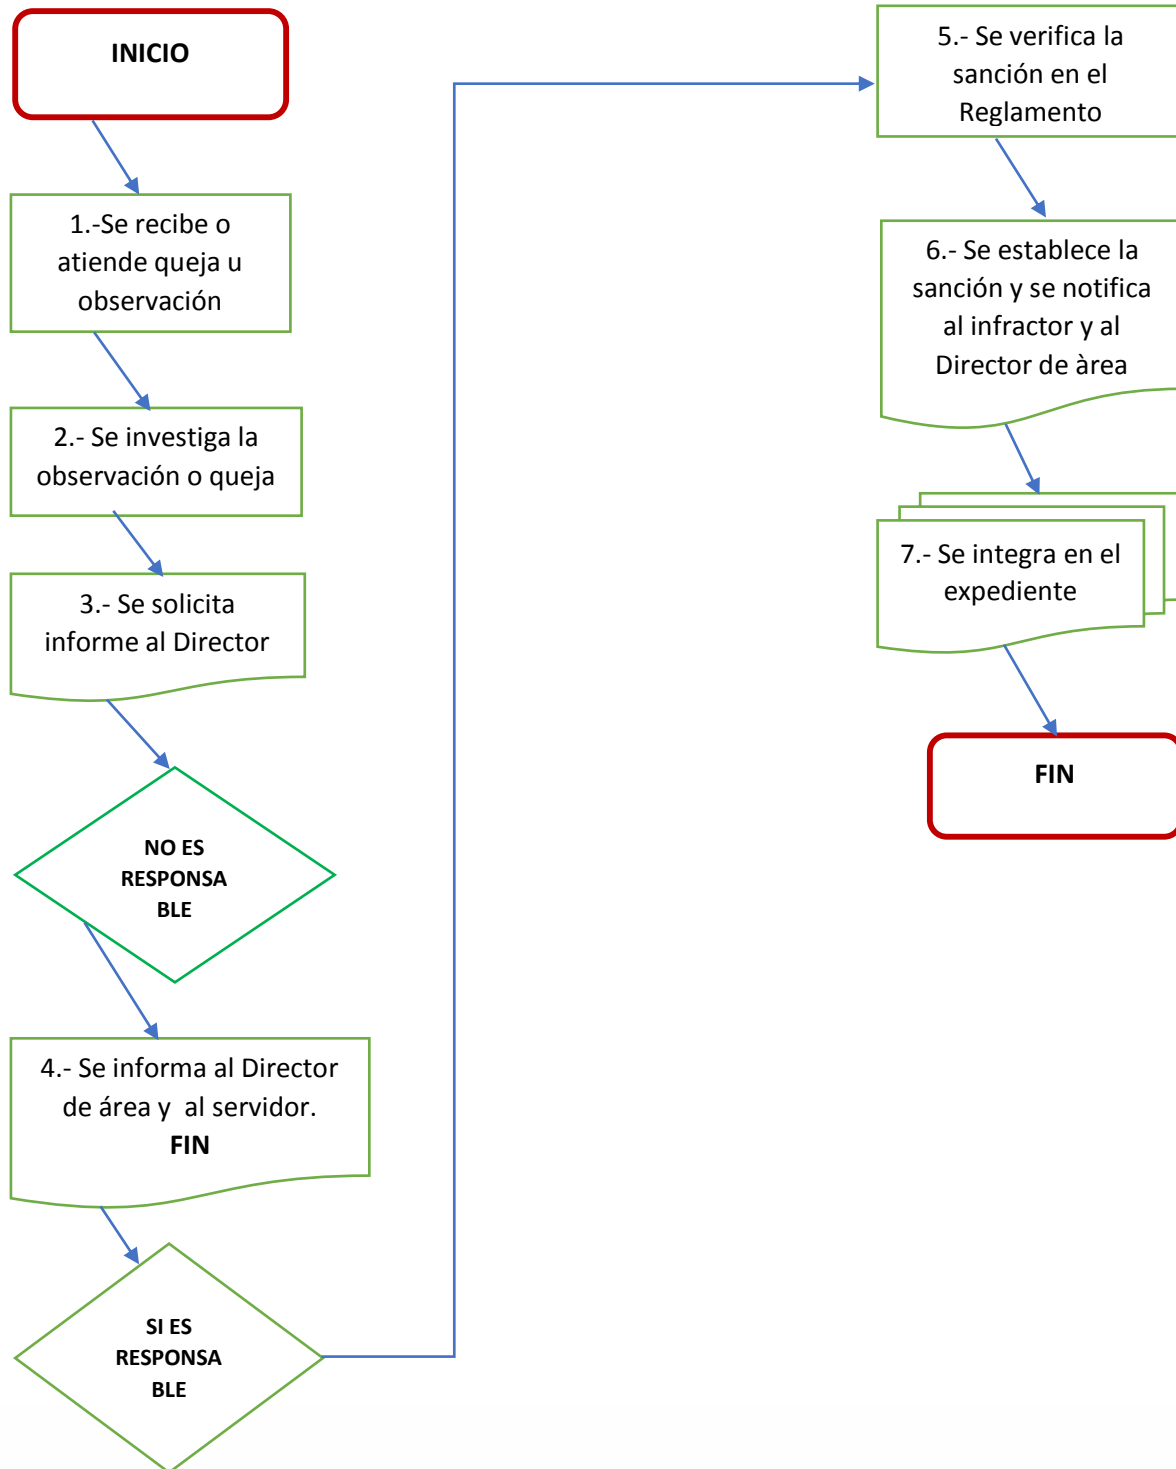 INICIO
1.-Se recibe o
atiende queja u
observación
2.- Se investiga la
observación o queja
3.- Se solicita
informe al Director
NO ES
RESPONSA
BLE
4.- Se informa al Director
de área y al servidor.
FIN
SI ES
RESPONSA
BLE
5.- Se verifica la
sanción en el
Reglamento
6.- Se establece la
sanción y se notifica
al infractor y al
Director de àrea
7.- Se integra en el
expediente
FIN